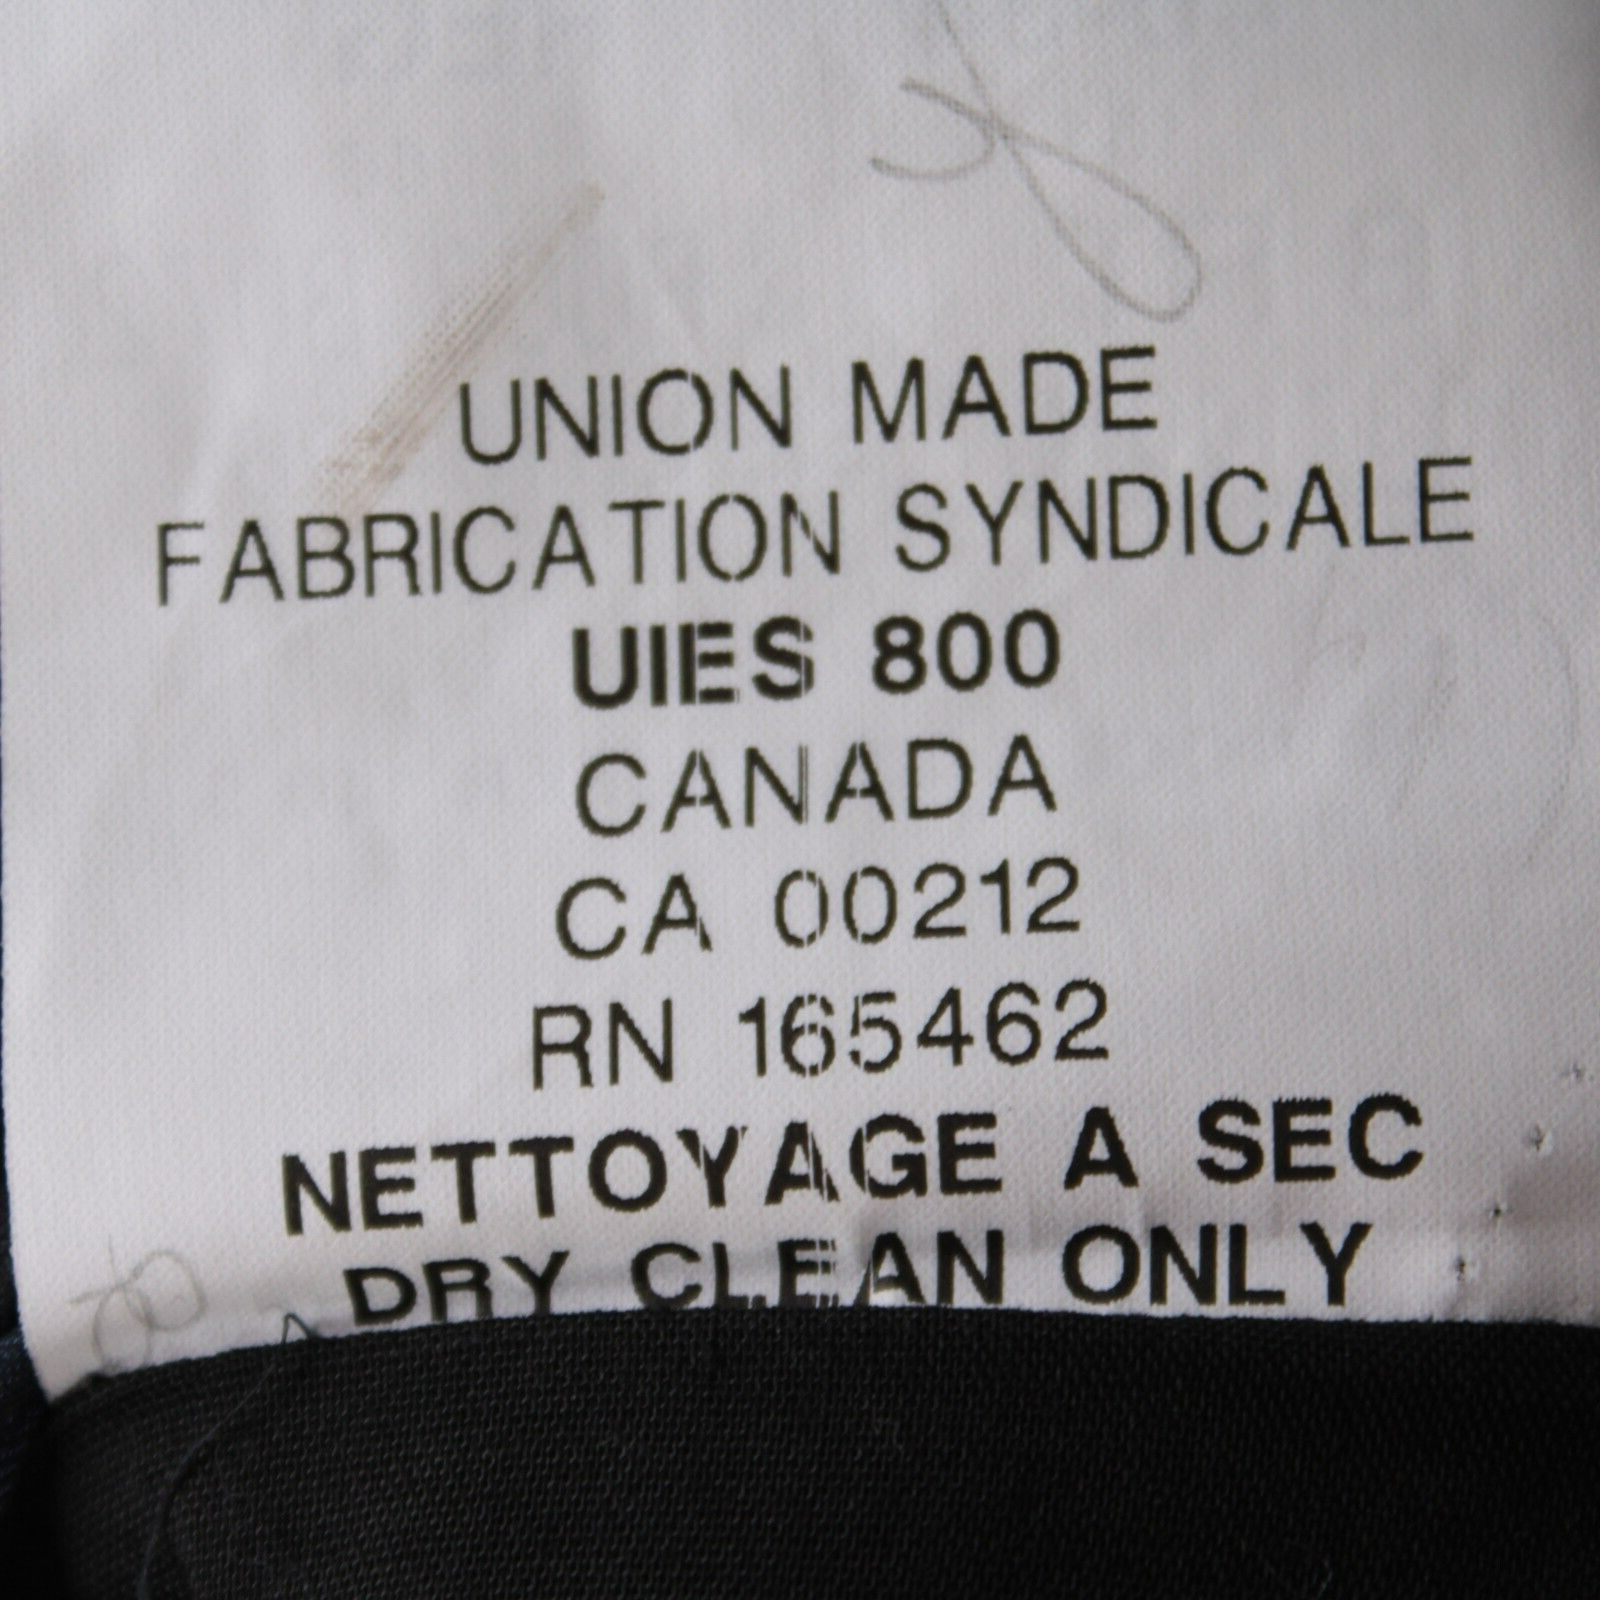 UNION MADE
FABRICATION SYNDICALE
UIES 800
CANADA
CA 00212
RN 165462
NETTOYAGE A SEC
DRY CLEAN ONLY